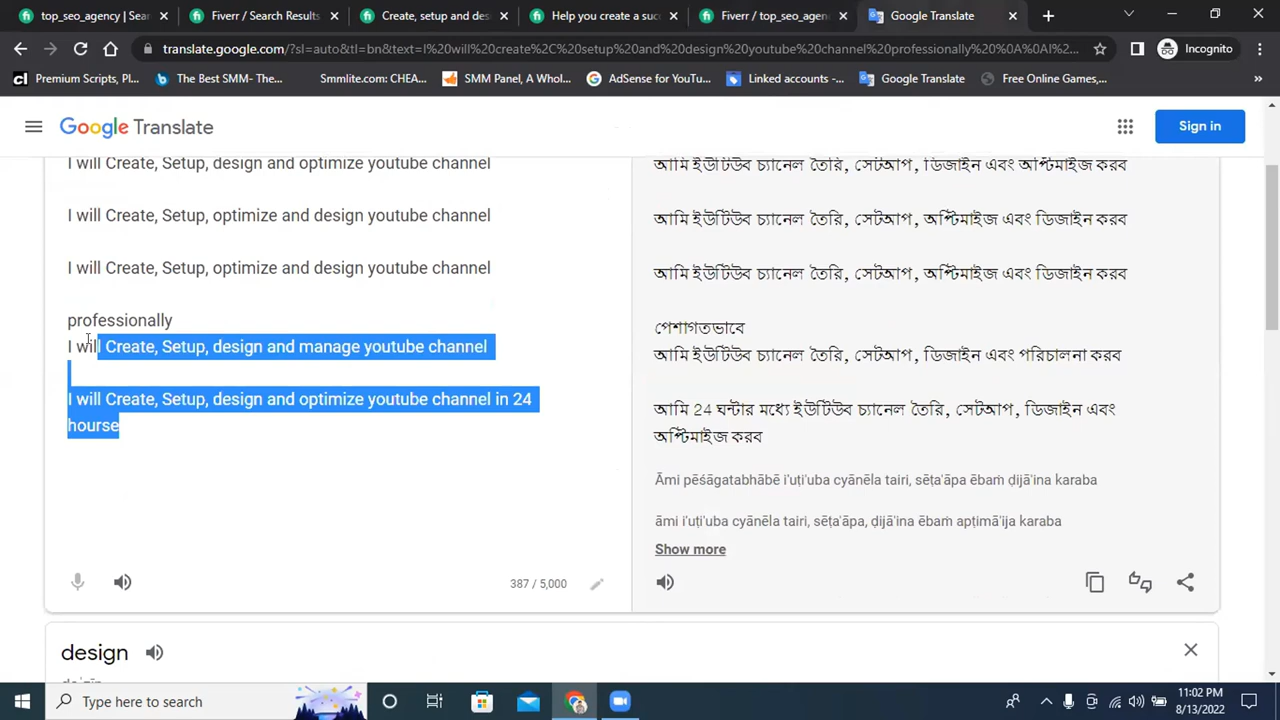 top_seo_agency | Sear
Fiverr / Search Results
Create, setup and des
Help you create a suc
Fiverr / top_seo_agen
Google Translate
translate.google.com/?sl=auto&tl=bn&text=I%20will%20create%2C%20setup%20and%20design%20youtube%20channel%20professionally%20%0A%0AI%2...
Incognito
Premium Scripts, Pl...
The Best SMM- The...
Smmlite.com: CHEA...
SMM Panel, A Whol...
AdSense for YouTu...
Linked accounts -...
Google Translate
Free Online Games,...
Google Translate
Sign in
I will Create, Setup, design and optimize youtube channel
I will Create, Setup, optimize and design youtube channel
I will Create, Setup, optimize and design youtube channel
professionally
I will Create, Setup, design and manage youtube channel
I will Create, Setup, design and optimize youtube channel in 24
hourse
387 / 5,000
আমি ইউটিউব চ্যানেল তৈরি, সেটআপ, ডিজাইন এবং অপ্টিমাইজ করব
আমি ইউটিউব চ্যানেল তৈরি, সেটআপ, অপ্টিমাইজ এবং ডিজাইন করব
আমি ইউটিউব চ্যানেল তৈরি, সেটআপ, অপ্টিমাইজ এবং ডিজাইন করব
পেশাগতভাবে
আমি ইউটিউব চ্যানেল তৈরি, সেটআপ, ডিজাইন এবং পরিচালনা করব
আমি 24 ঘন্টার মধ্যে ইউটিউব চ্যানেল তৈরি, সেটআপ, ডিজাইন এবং
অপ্টিমাইজ করব
Āmi pēśāgatabhābē i'uṭi'uba cyānēla tairi, sēṭa'āpa ēbaṁ ḍijā'ina karaba
āmi i'uṭi'uba cyānēla tairi, sēṭa'āpa, ḍijā'ina ēbaṁ apṭimā'ija karaba
Show more
design
Type here to search
11:02 PM
8/13/2022